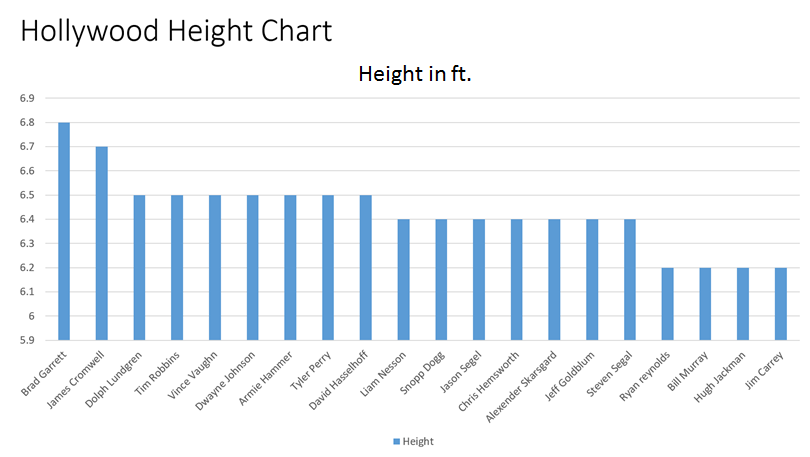 Hollywood Height Chart
Height in ft.
6.9
6.8
6.7
6.6
6.5
6.4
6.3
6.2
6.1
6
5.9
Brad Garrett
James Cromwell
Dolph Lundgren
Tim Robbins
Vince Vaughn
Dwayne Johnson
Armie Hammer
Tyler Perry
David Hasselhoff
Liam Nesson
Snopp Dogg
Jason Segel
Chris Hemsworth
Alexender Skarsgard
Jeff Goldblum
Steven Segal
Ryan reynolds
Bill Murray
Hugh Jackman
Jim Carrey
Height